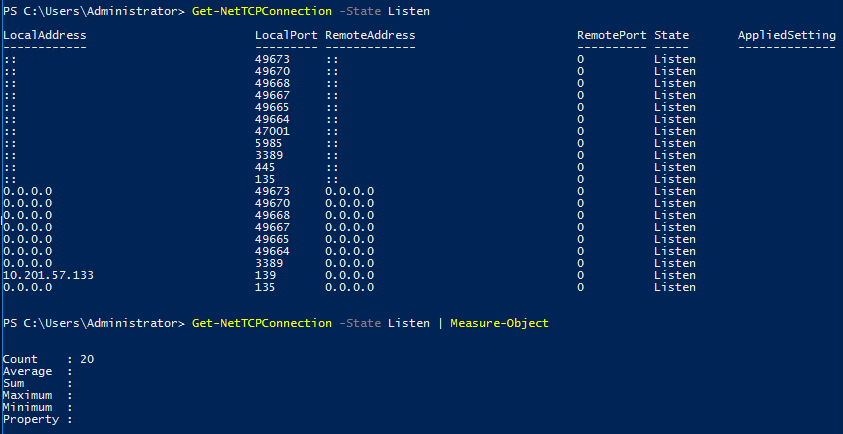 PS C:\Users\Administrator> Get-NetTCPConnection -State Listen
LocalAddress LocalPort RemoteAddress RemotePort State AppliedSetting
------------ --------- ------------- ---------- ----- --------------
:: 49673 :: 0 Listen
:: 49670 :: 0 Listen
:: 49668 :: 0 Listen
:: 49667 :: 0 Listen
:: 49665 :: 0 Listen
:: 49664 :: 0 Listen
:: 47001 :: 0 Listen
:: 5985 :: 0 Listen
:: 3389 :: 0 Listen
:: 445 :: 0 Listen
:: 135 :: 0 Listen
0.0.0.0 49673 0.0.0.0 0 Listen
0.0.0.0 49670 0.0.0.0 0 Listen
0.0.0.0 49668 0.0.0.0 0 Listen
0.0.0.0 49667 0.0.0.0 0 Listen
0.0.0.0 49665 0.0.0.0 0 Listen
0.0.0.0 49664 0.0.0.0 0 Listen
0.0.0.0 3389 0.0.0.0 0 Listen
10.201.57.133 139 0.0.0.0 0 Listen
0.0.0.0 135 0.0.0.0 0 Listen
PS C:\Users\Administrator> Get-NetTCPConnection -State Listen | Measure-Object
Count : 20
Average :
Sum :
Maximum :
Minimum :
Property :